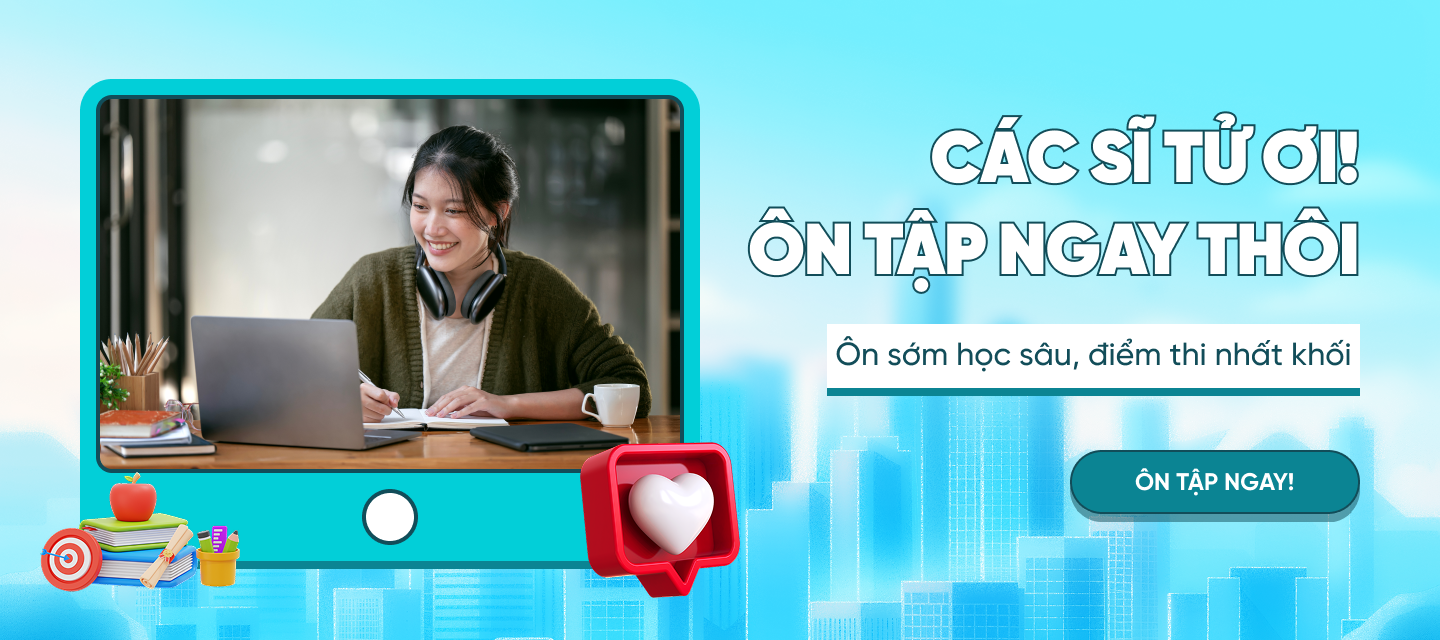 CÁC SĨ TỬ ƠI!
ÔN TẬP NGAY THÔI
Ôn sớm học sâu, điểm thi nhất khối
ÔN TẬP NGAY!